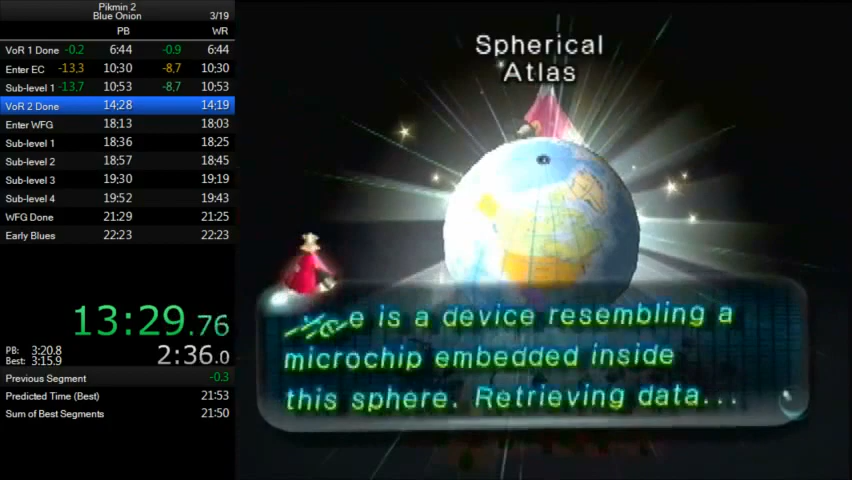 Pikmin 2
Blue Onion 3/19
PB WR
VoR 1 Done -0.2 6:44 -0.9 6:44
Enter EC -13,3 10;30 -8,7 10;30
Sub-level 1 -13,7 10;53 -8,7 10;53
VoR 2 Done 14;28 14;19
Enter WFG 18;13 18;03
Sub-level 1 18;36 18;25
Sub-level 2 18;57 18;45
Sub-level 3 19;30 19;19
Sub-level 4 19;52 19;43
WFG Done 21;29 21;25
Early Blues 22;23 22;23
13:29.76
PB: 3:20.8
Best: 3:15.9
2:36.0
Previous Segment -0.3
Predicted Time (Best) 21:53
Sum of Best Segments 21:50
Spherical
Atlas
is a device resembling a
microchip embedded inside
this sphere. Retrieving data...